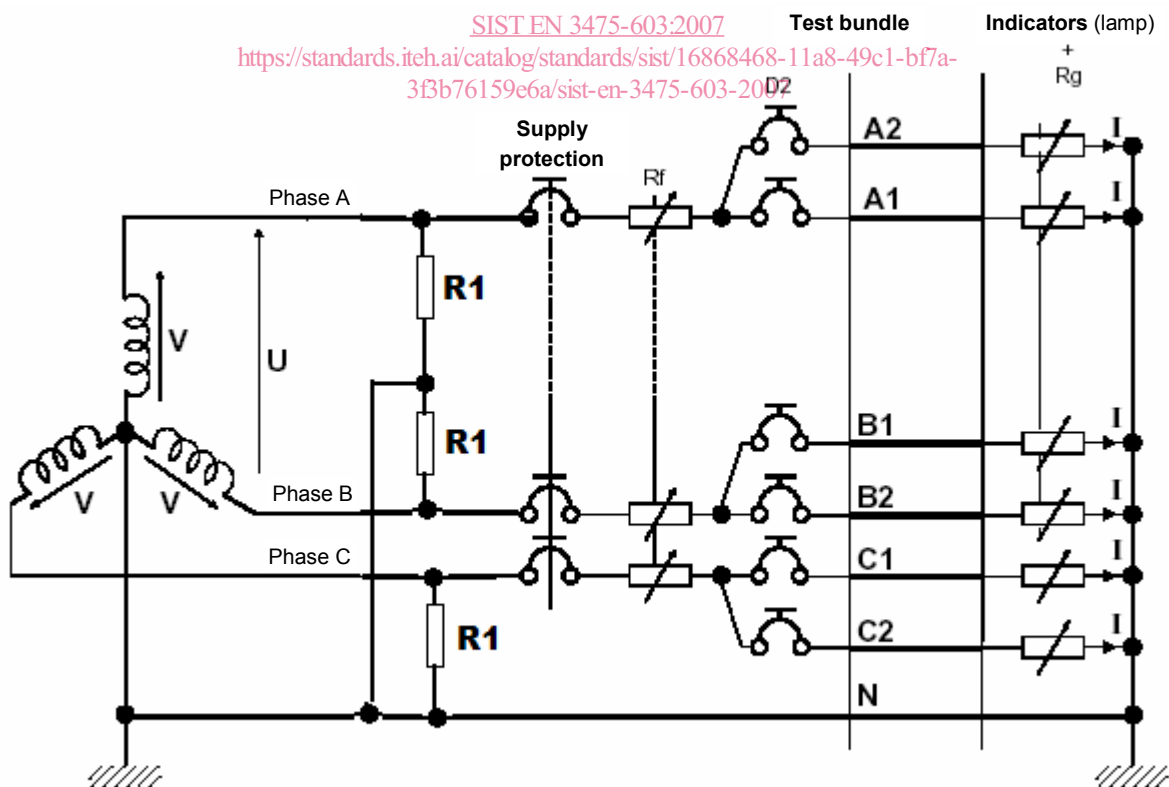 SIST EN 3475-603:2007
https://standards.iteh.ai/catalog/standards/sist/16868468-11a8-49c1-bf7a-
3f3b76159e6a/sist-en-3475-603-2007
Test bundle
Indicators (lamp)
+
Rg
D2
Supply
protection
A2
I
Rf
Phase A
A1
I
R1
V
U
B1
I
R1
V
V
Phase B
B2
I
Phase C
C1
I
R1
C2
I
N